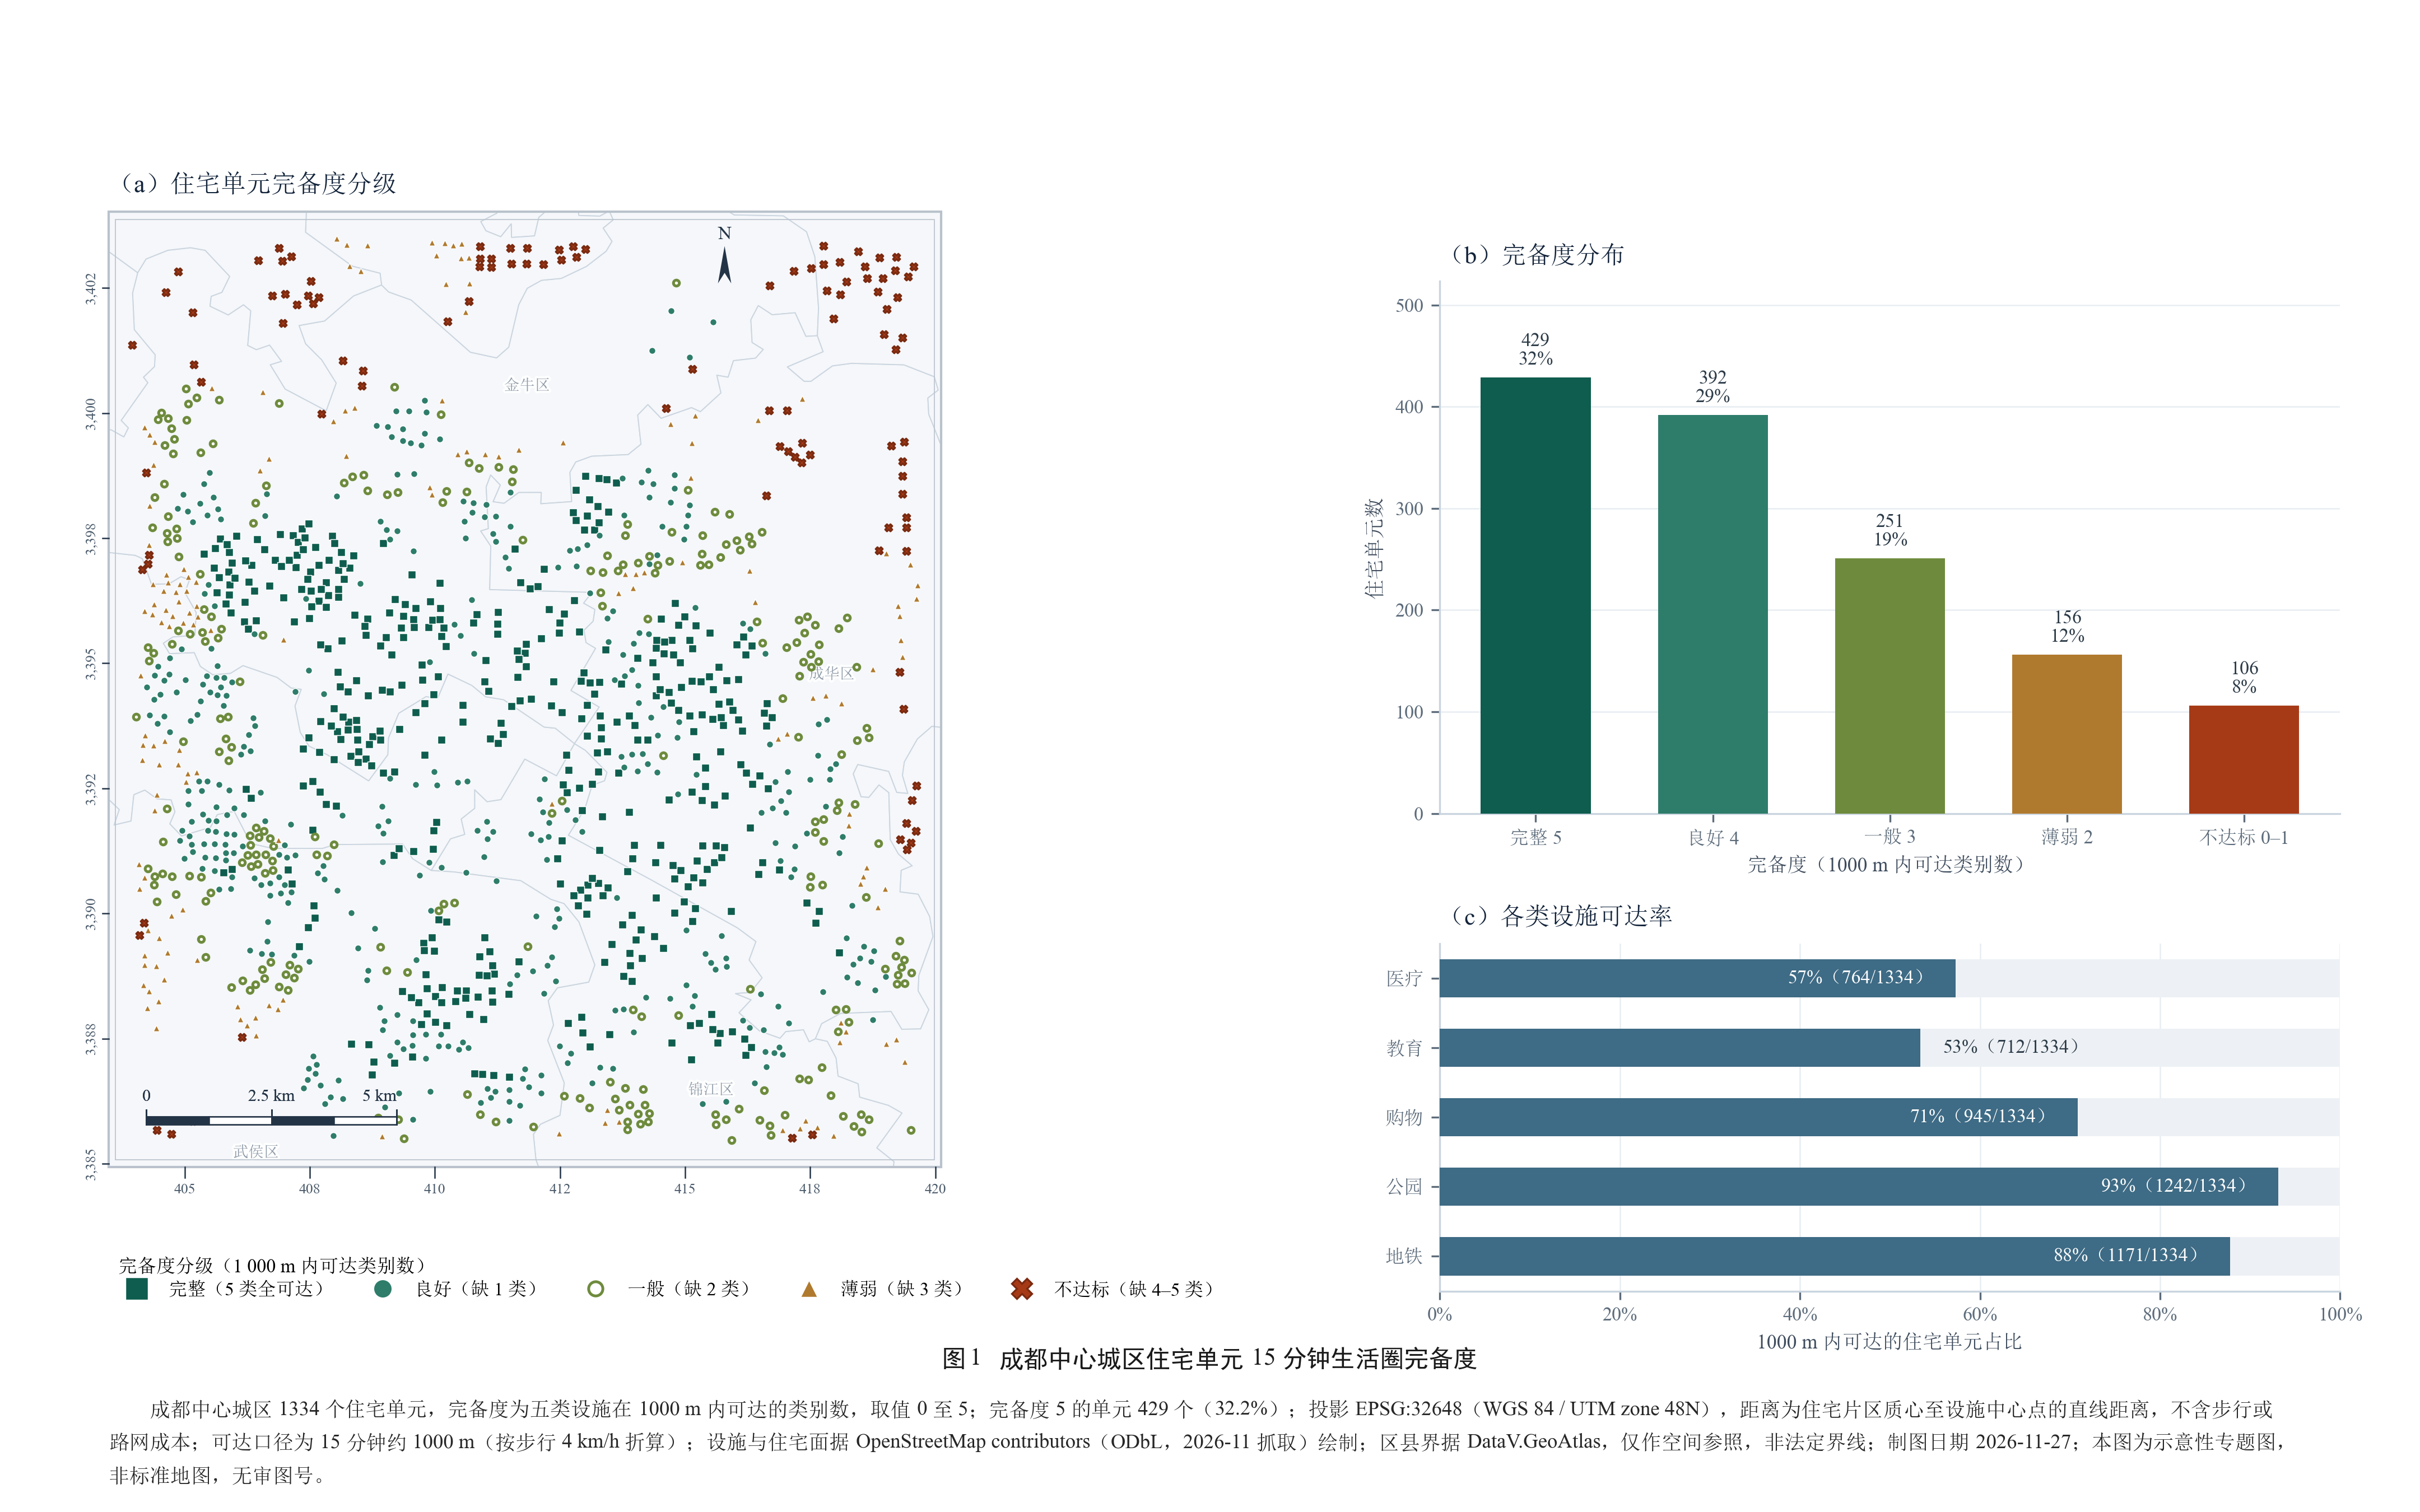 （a）住宅单元完备度分级
N
3,402
3,400
3,398
3,395
3,392
3,390
3,388
3,385
金牛区
成华区
锦江区
武侯区
0 2.5 km 5 km
405 408 410 412 415 418 420
完备度分级（1 000 m 内可达类别数）
完整（5 类全可达） 良好（缺 1 类） 一般（缺 2 类） 薄弱（缺 3 类） 不达标（缺 4–5 类）
（b）完备度分布
住宅单元数
500
400
300
200
100
0
429
32%
392
29%
251
19%
156
12%
106
8%
完整 5 良好 4 一般 3 薄弱 2 不达标 0–1
完备度（1000 m 内可达类别数）
（c）各类设施可达率
医疗 57%（764/1334）
教育 53%（712/1334）
购物 71%（945/1334）
公园 93%（1242/1334）
地铁 88%（1171/1334）
0% 20% 40% 60% 80% 100%
1000 m 内可达的住宅单元占比
图1 成都中心城区住宅单元 15 分钟生活圈完备度
成都中心城区 1334 个住宅单元，完备度为五类设施在 1000 m 内可达的类别数，取值 0 至 5；完备度 5 的单元 429 个（32.2%）；投影 EPSG:32648（WGS 84 / UTM zone 48N），距离为住宅片区质心至设施中心点的直线距离，不含步行或
路网成本；可达口径为 15 分钟约 1000 m（按步行 4 km/h 折算）；设施与住宅面据 OpenStreetMap contributors（ODbL，2026-11 抓取）绘制；区县界据 DataV.GeoAtlas，仅作空间参照，非法定界线；制图日期 2026-11-27；本图为示意性专题图，
非标准地图，无审图号。